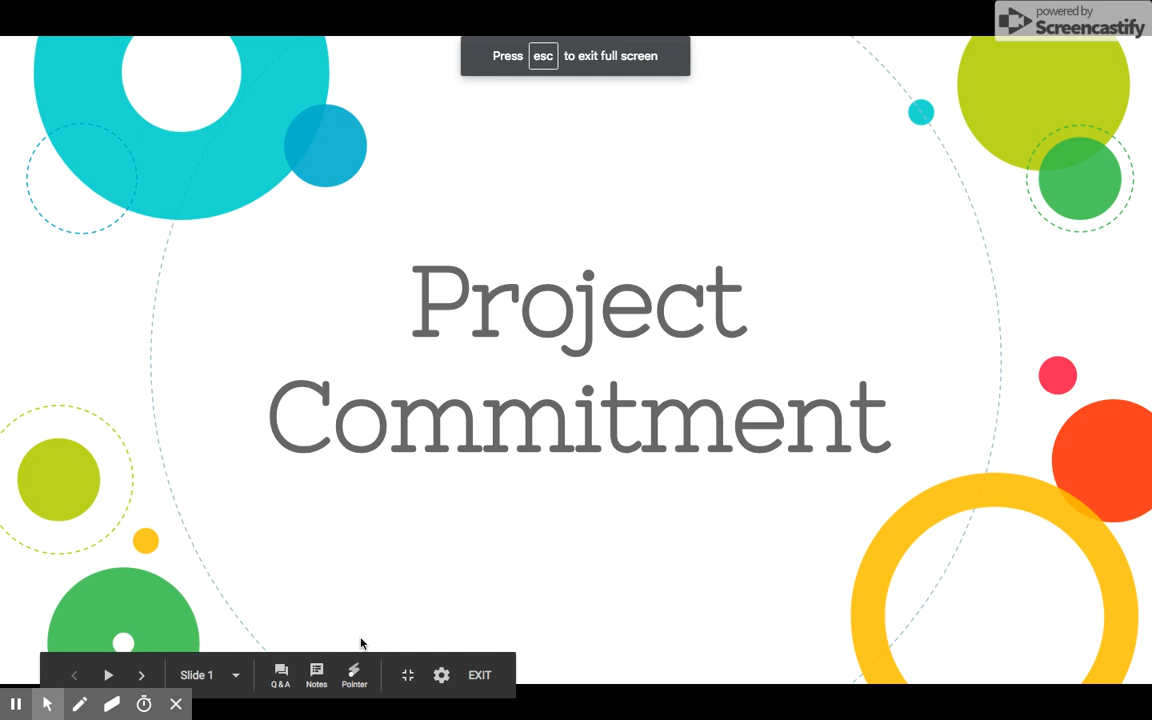 powered by
Screencastify
Press esc to exit full screen
Project
Commitment
Slide 1
Q & A
Notes
Pointer
EXIT